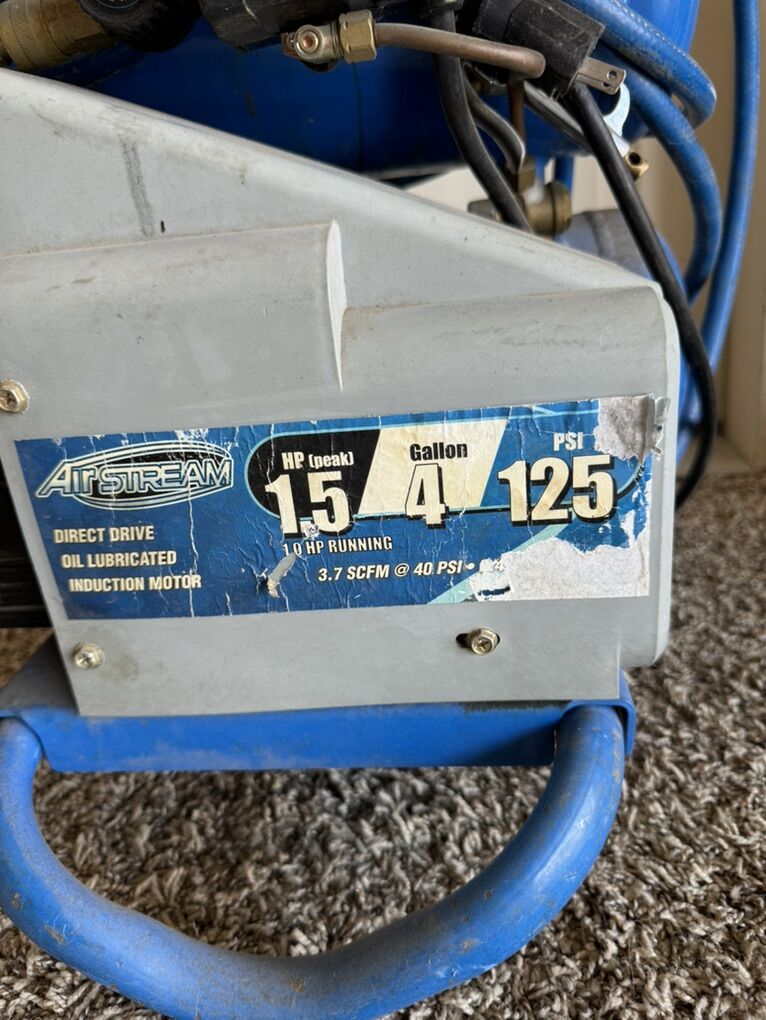 AirSTREAM
DIRECT DRIVE
OIL LUBRICATED
INDUCTION MOTOR
HP (peak)
1.5
1.0 HP RUNNING
Gallon
4
PSI
125
3.7 SCFM @ 40 PSI •